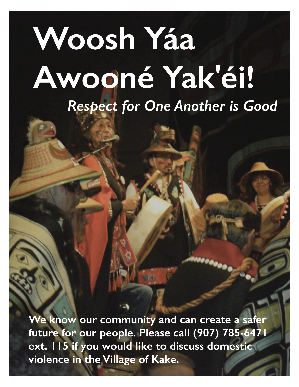 Woosh Yáa
Awooné Yak'éi!
Respect for One Another is Good
We know our community and can create a safer
future for our people. Please call (907) 785-6471
ext. 115 if you would like to discuss domestic
violence in the Village of Kake.